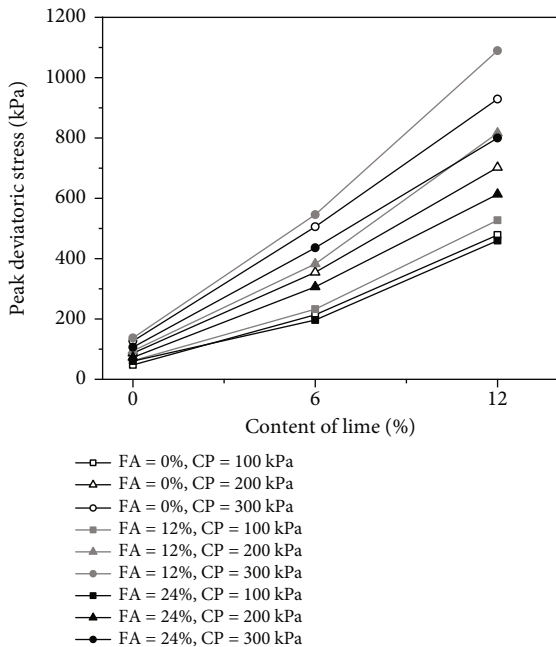 1200
1000
800
600
400
200
0
Peak deviatoric stress (kPa)
0
6
12
Content of lime (%)
FA = 0%, CP = 100 kPa
FA = 0%, CP = 200 kPa
FA = 0%, CP = 300 kPa
FA = 12%, CP = 100 kPa
FA = 12%, CP = 200 kPa
FA = 12%, CP = 300 kPa
FA = 24%, CP = 100 kPa
FA = 24%, CP = 200 kPa
FA = 24%, CP = 300 kPa